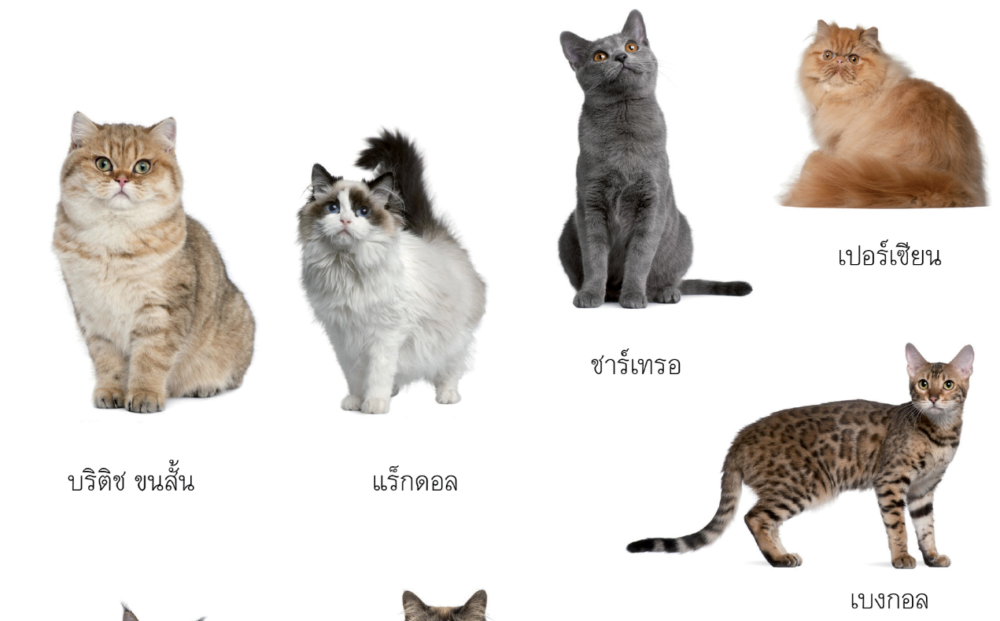 เปอร์เซียน
ชาร์เทรอ
บริติช ขนสั้น
แร็กดอล
เบงกอล